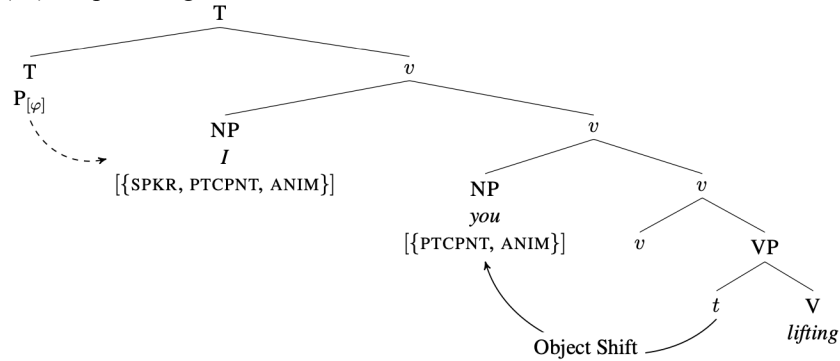 T
T v
P[φ]
NP v
I
[{SPKR, PTCPNT, ANIM}]
NP v
you
[{PTCPNT, ANIM}]
v VP
t V
lifting
Object Shift